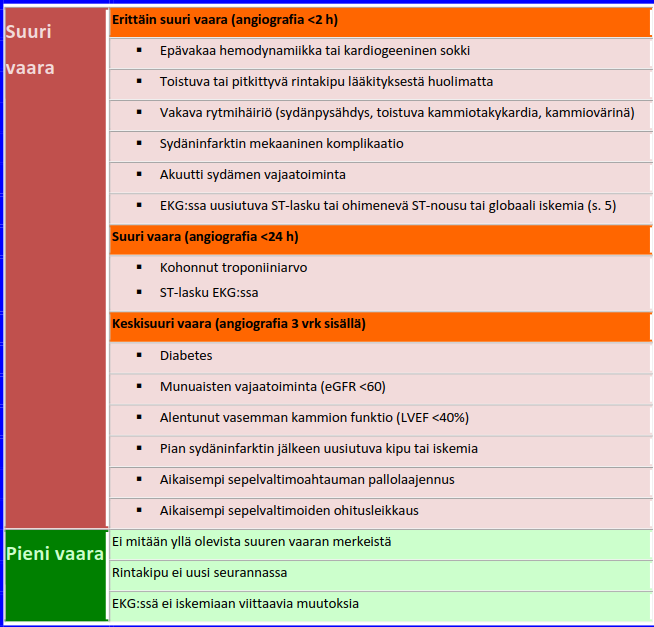 Suuri
vaara
Erittäin suuri vaara (angiografia <2 h)
▪ Epävakaa hemodynamiikka tai kardiogeeninen sokki
▪ Toistuva tai pitkittyvä rintakipu lääkityksestä huolimatta
▪ Vakava rytmihäiriö (sydänpysähdys, toistuva kammiotakykardia, kammiovärinä)
▪ Sydäninfarktin mekaaninen komplikaatio
▪ Akuutti sydämen vajaatoiminta
▪ EKG:ssa uusiutuva ST-lasku tai ohimenevä ST-nousu tai globaali iskemia (s. 5)
Suuri vaara (angiografia <24 h)
▪ Kohonnut troponiiniarvo
▪ ST-lasku EKG:ssa
Keskisuuri vaara (angiografia 3 vrk sisällä)
▪ Diabetes
▪ Munuaisten vajaatoiminta (eGFR <60)
▪ Alentunut vasemman kammion funktio (LVEF <40%)
▪ Pian sydäninfarktin jälkeen uusiutuva kipu tai iskemia
▪ Aikaisempi sepelvaltimoahtauman pallolaajennus
▪ Aikaisempi sepelvaltimoiden ohitusleikkaus
Pieni vaara
Ei mitään yllä olevista suuren vaaran merkeistä
Rintakipu ei uusi seurannassa
EKG:ssä ei iskemiaan viittaavia muutoksia